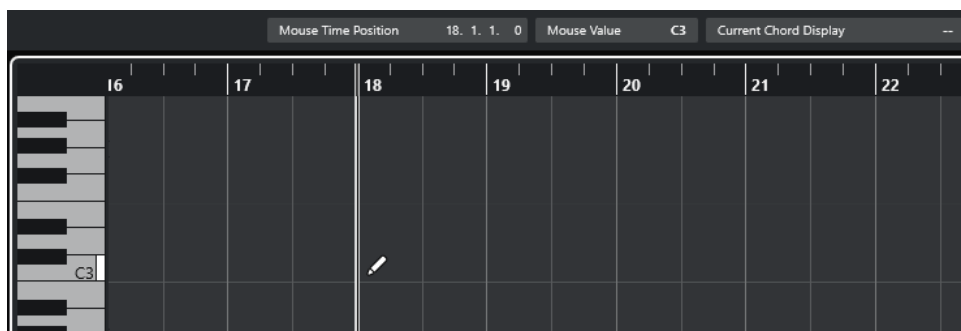 Mouse Time Position 18. 1. 1. 0 Mouse Value C3 Current Chord Display --
16 17 18 19 20 21 22
C3